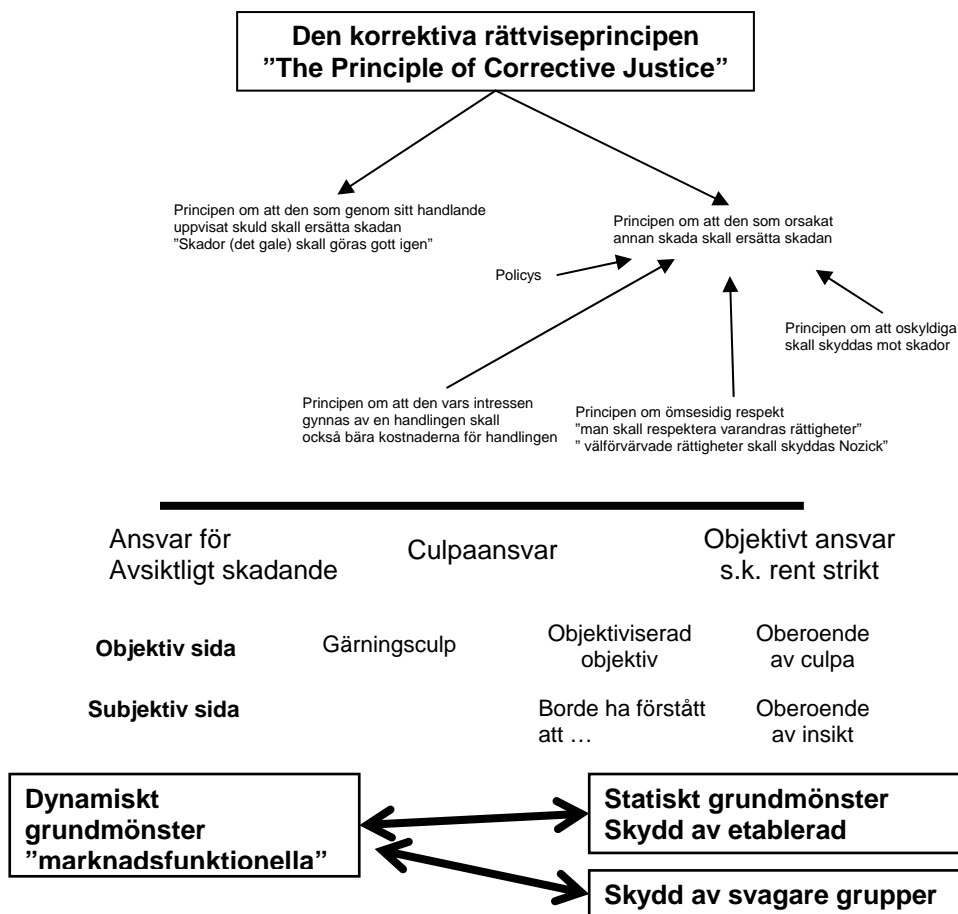 Den korrektiva rättviseprincipen
”The Principle of Corrective Justice”
Principen om att den som genom sitt handlande
uppvisat skuld skall ersätta skadan
”Skador (det gale) skall göras gott igen”
Principen om att den som orsakat
annan skada skall ersätta skadan
Policys
Principen om att oskyldiga
skall skyddas mot skador
Principen om att den vars intressen
gynnas av en handlingen skall
också bära kostnaderna för handlingen
Principen om ömsesidig respekt
”man skall respektera varandras rättigheter”
” välförvärvade rättigheter skall skyddas Nozick”
Ansvar för
Avsiktligt skadande
Culpaansvar
Objektivt ansvar
s.k. rent strikt
Objektiv sida
Gärningsculp
Objektiviserad
objektiv
Oberoende
av culpa
Subjektiv sida
Borde ha förstått
att …
Oberoende
av insikt
Dynamiskt
grundmönster
”marknadsfunktionella”
Statiskt grundmönster
Skydd av etablerad
Skydd av svagare grupper